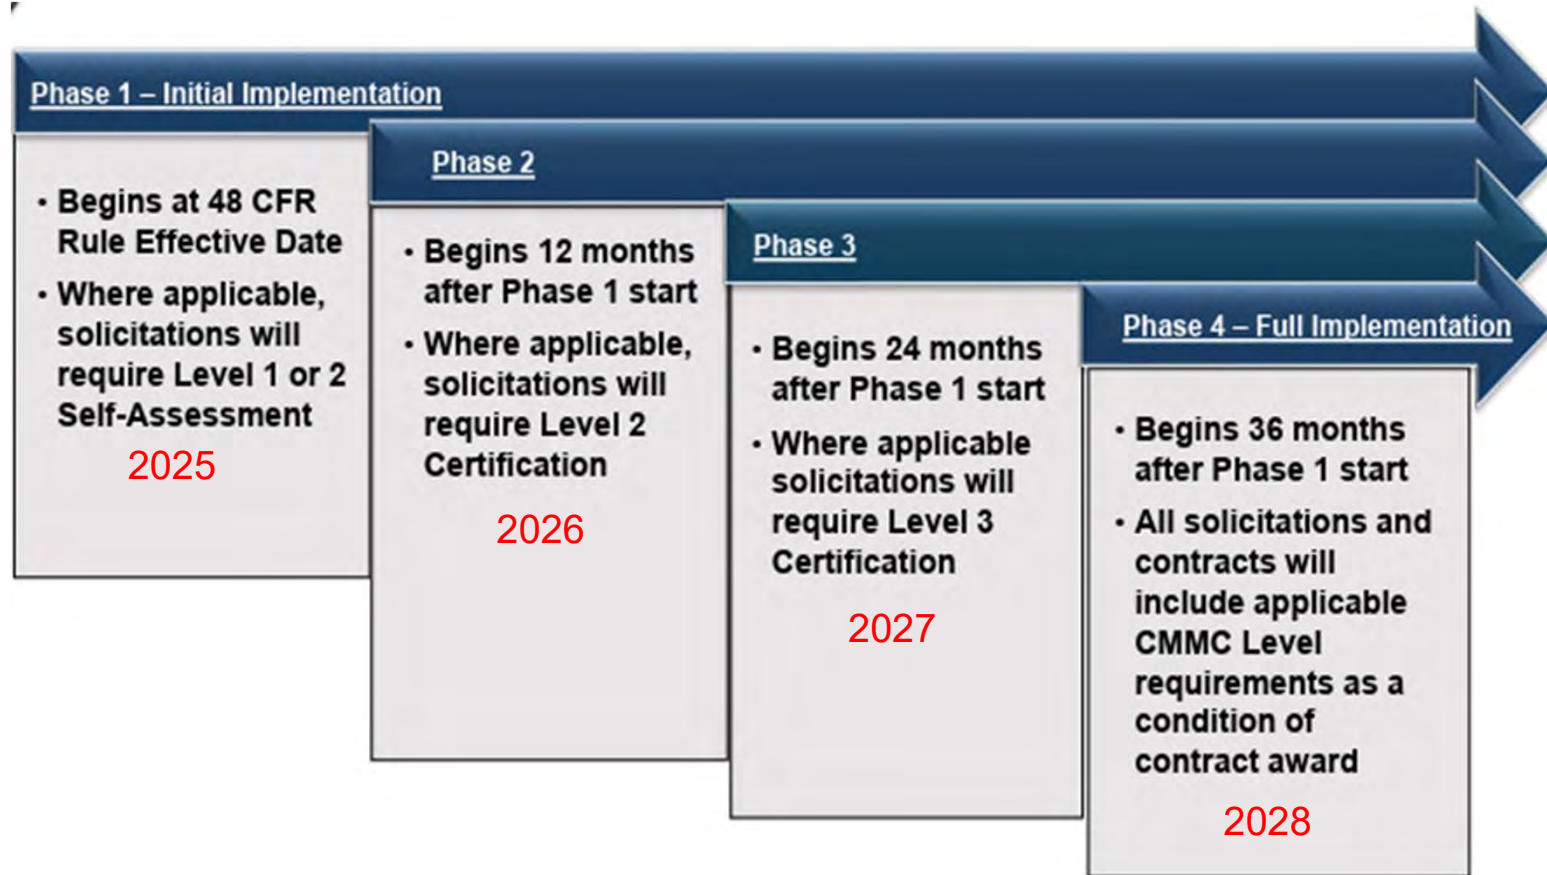 Phase 1 – Initial Implementation
• Begins at 48 CFR
Rule Effective Date
• Where applicable,
solicitations will
require Level 1 or 2
Self-Assessment
2025
Phase 2
• Begins 12 months
after Phase 1 start
• Where applicable,
solicitations will
require Level 2
Certification
2026
Phase 3
• Begins 24 months
after Phase 1 start
• Where applicable
solicitations will
require Level 3
Certification
2027
Phase 4 – Full Implementation
• Begins 36 months
after Phase 1 start
• All solicitations and
contracts will
include applicable
CMMC Level
requirements as a
condition of
contract award
2028